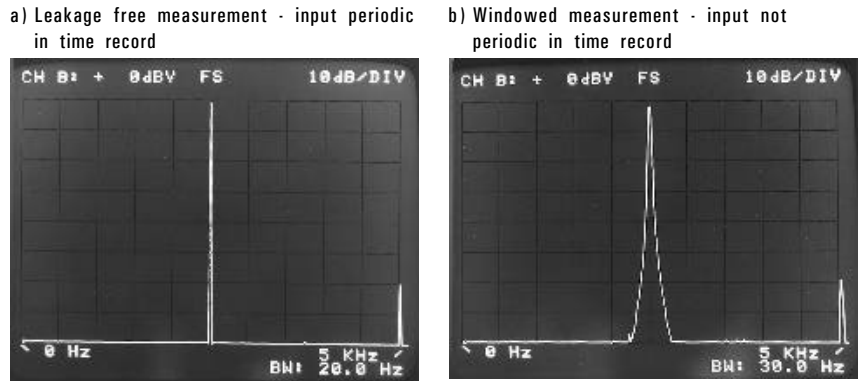 a) Leakage free measurement - input periodic
in time record
CH B: + 0dBV FS 10dB/DIV
0 Hz 5 KHz
BW: 20.0 Hz
b) Windowed measurement - input not
periodic in time record
CH B: + 0dBV FS 10dB/DIV
0 Hz 5 KHz
BW: 30.0 Hz